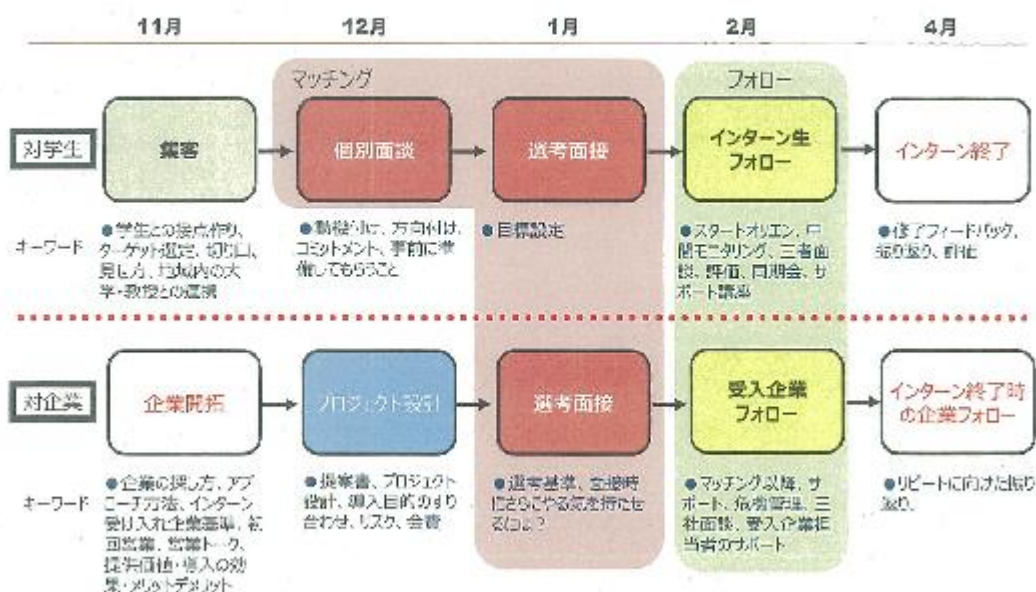 11月 12月 1月 2月 4月
マッチング フォロー
対学生 集客 個別面談 選考面接 インターン生
フォロー インターン終了
キーワード
●学生との接点作り、
ターゲット選定、切り口、
見せ方、地域内の大
学・教授との連携
●動機付け、方向付け、
コミットメント、事前に準
備してもらうこと
●目標設定
●スタートオリエン、中
間モニタリング、三者面
談、評価、同期会、サ
ポート講座
●修了フィードバック、
振り返り、評価
対企業 企業開拓 プロジェクト設計 選考面接 受入企業
フォロー インターン終了時
の企業フォロー
キーワード
●企業の探し方、アプ
ローチ方法、インターン
受け入れ企業基準、初
回営業、営業トーク、
提供価値・導入の効
果・メリットデメリット
●提案書、プロジェクト
設計、導入目的のすり
合わせ、リスク、会費
●選考基準、面接時
にさらにやる気を持たせ
るには?
●マッチング以降、サ
ポート、危機管理、三
社面談、受入企業担
当者のサポート
●リピートに向けた振り
返り、